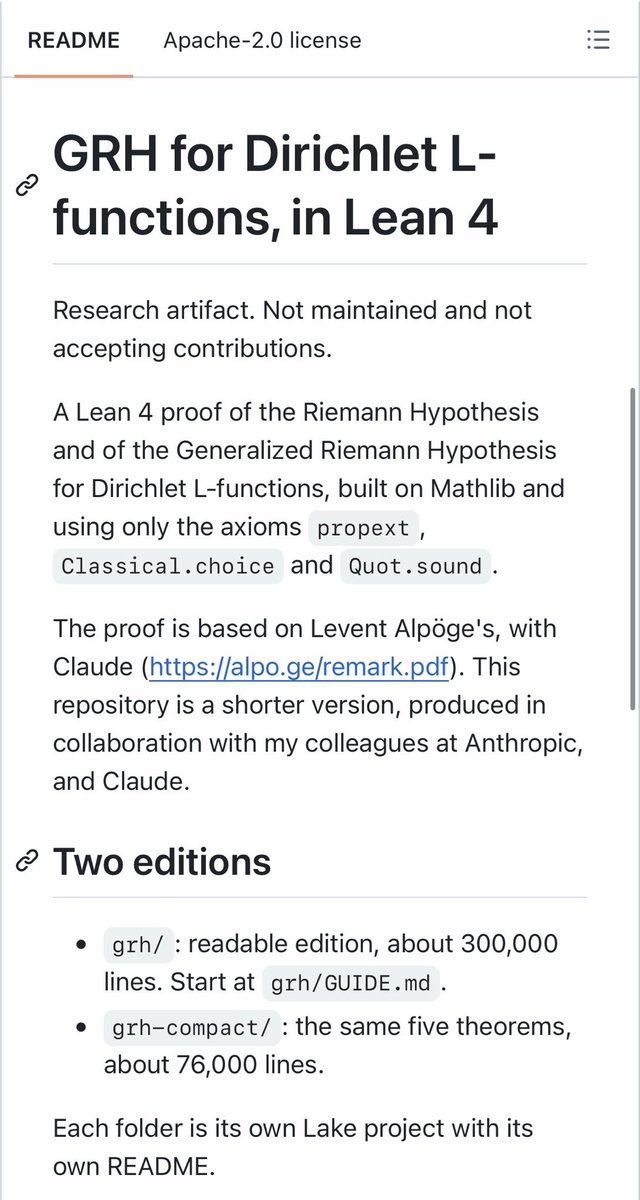 README Apache-2.0 license
GRH for Dirichlet L-
functions, in Lean 4
Research artifact. Not maintained and not
accepting contributions.
A Lean 4 proof of the Riemann Hypothesis
and of the Generalized Riemann Hypothesis
for Dirichlet L-functions, built on Mathlib and
using only the axioms propext ,
Classical.choice and Quot.sound .
The proof is based on Levent Alpöge's, with
Claude (https://alpo.ge/remark.pdf). This
repository is a shorter version, produced in
collaboration with my colleagues at Anthropic,
and Claude.
Two editions
• grh/ : readable edition, about 300,000
lines. Start at grh/GUIDE.md .
• grh-compact/ : the same five theorems,
about 76,000 lines.
Each folder is its own Lake project with its
own README.